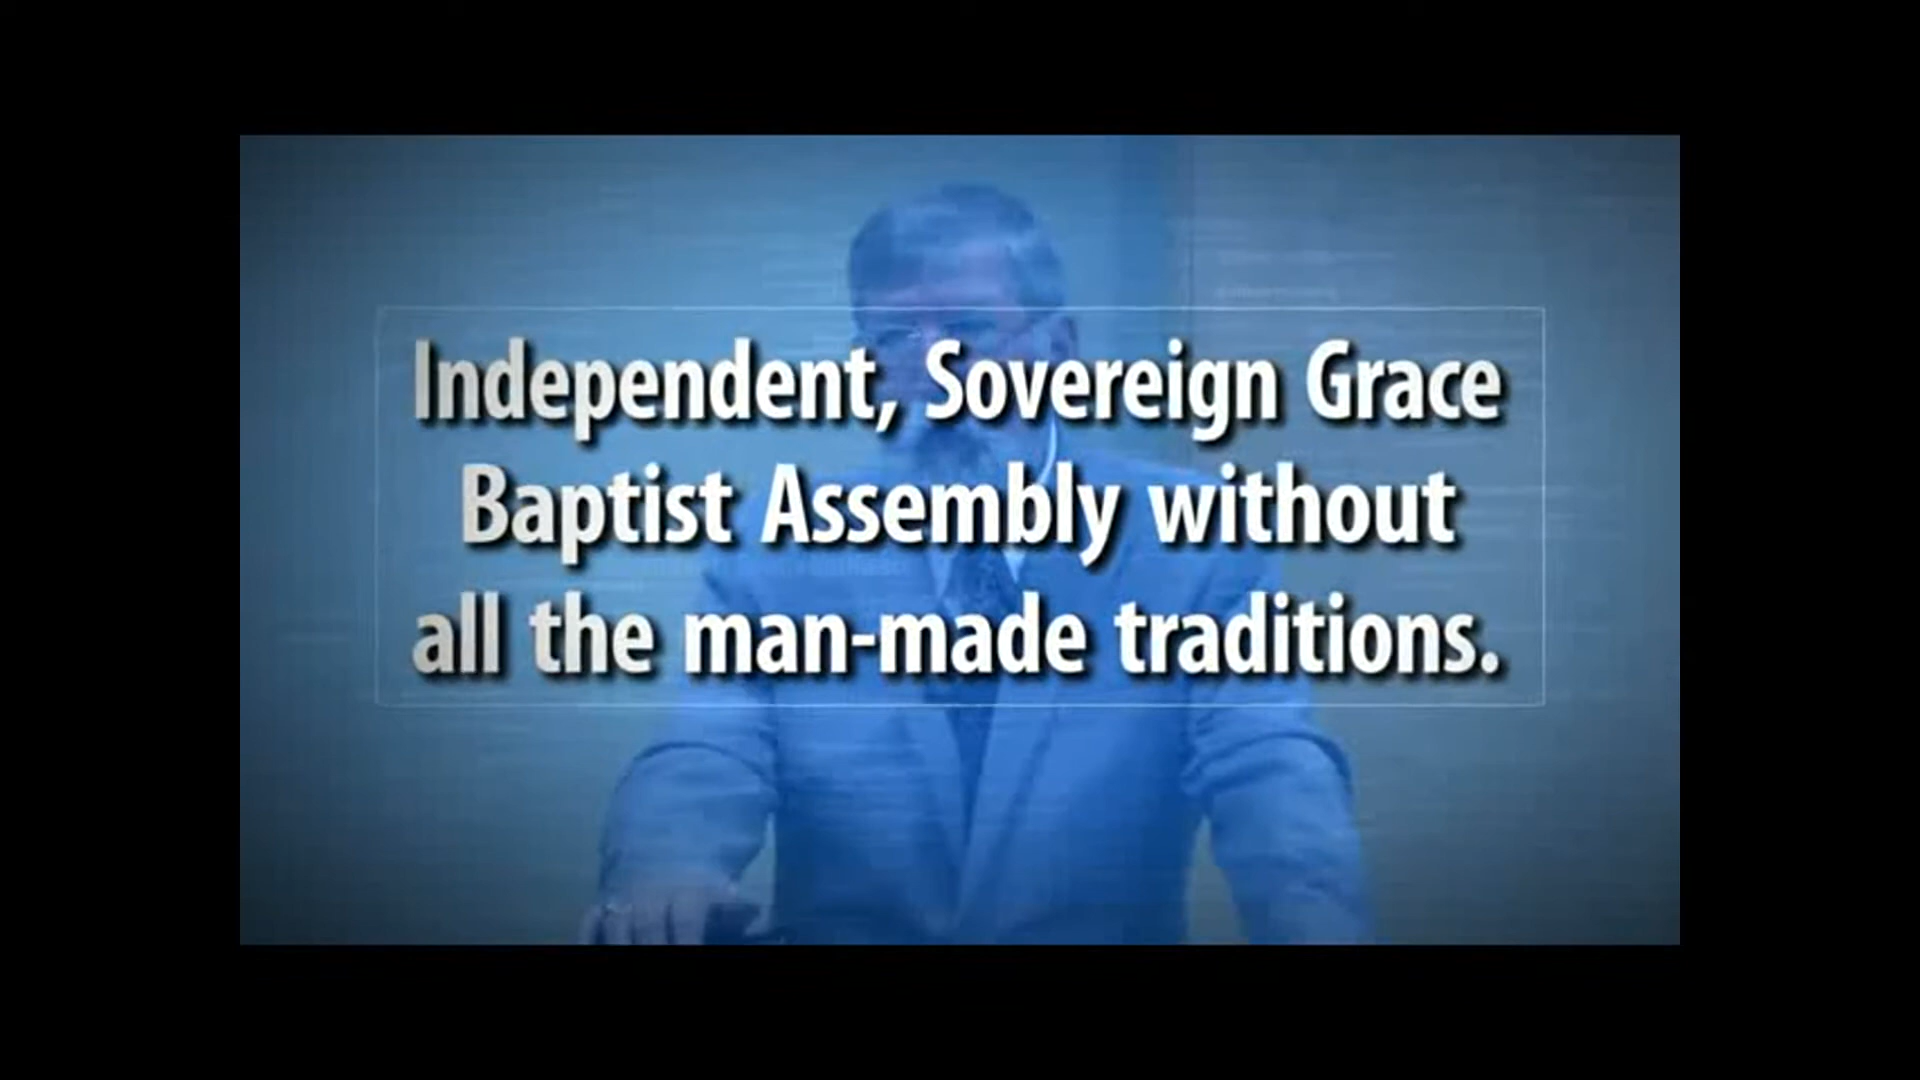 Independent, Sovereign Grace
Baptist Assembly without
all the man-made traditions.